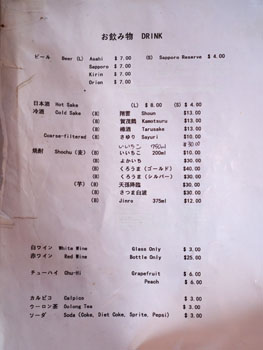 お飲み物 DRINK
ビール Beer (L) Asahi $ 7.00 (S) Sapporo Reserve $ 4.00
Sapporo $ 7.00
Kirin $ 7.00
Orion $ 7.00
日本酒 Hot Sake (L) $ 8.00 (S) $4.00
冷酒 Cold Sake (B) 翔雲 Shoun $13.00
(B) 賀茂鶴 Kamotsuru $13.00
(B) 樽酒 Tarusake $13.00
Coarse-filtered (B) さゆり Sayuri $13.00
いいちこ 750ml
焼酎 Shochu (麦) (B) いいちこ 200ml $10.00
(B) よかいち $30.00
(B) くろうま (ゴールド) $40.00
(B) くろうま (シルバー) $30.00
(芋) (B) 天孫降臨 $30.00
(B) さつま白波 $30.00
(B) Jinro 375ml $12.00
白ワイン White Wine Glass Only $ 3.00
赤ワイン Red Wine Bottle Only $25.00
チューハイ Chu-Hi Grapefruit $ 6.00
Peach $ 6.00
カルピコ Calpico $ 3.00
ウーロン茶 Oolong Tea $ 3.00
ソーダ Soda (Coke, Diet Coke, Sprite, Pepsi) $ 3.00